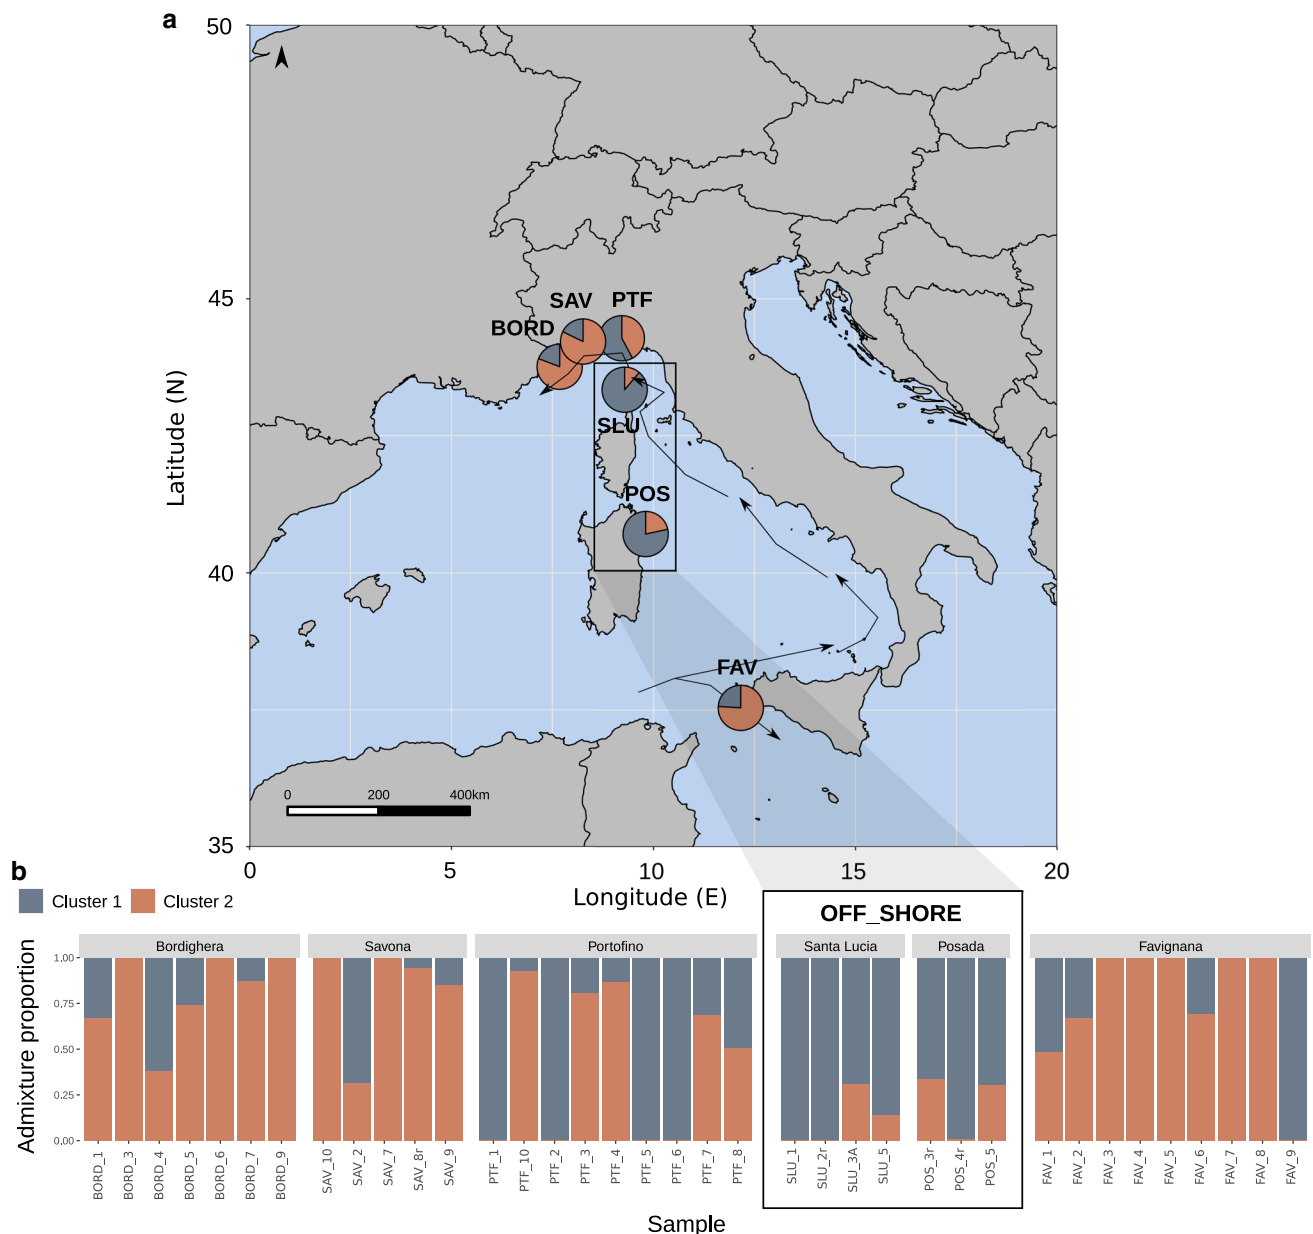 a
50
45
40
35
Latitude (N)
SAV
PTF
BORD
SLU
POS
FAV
0
200
400km
0
5
10
15
20
Longitude (E)
b
Cluster 1
Cluster 2
OFF_SHORE
Bordighera
Savona
Portofino
Santa Lucia
Posada
Favignana
Admixture proportion
1.00
0.75
0.50
0.25
0.00
BORD_1
BORD_3
BORD_4
BORD_5
BORD_6
BORD_7
BORD_9
SAV_10
SAV_2
SAV_7
SAV_8r
SAV_9
PTF_1
PTF_10
PTF_2
PTF_3
PTF_4
PTF_5
PTF_6
PTF_7
PTF_8
SLU_1
SLU_2r
SLU_3A
SLU_5
POS_3r
POS_4r
POS_5
FAV_1
FAV_2
FAV_3
FAV_4
FAV_5
FAV_6
FAV_7
FAV_8
FAV_9
Sample